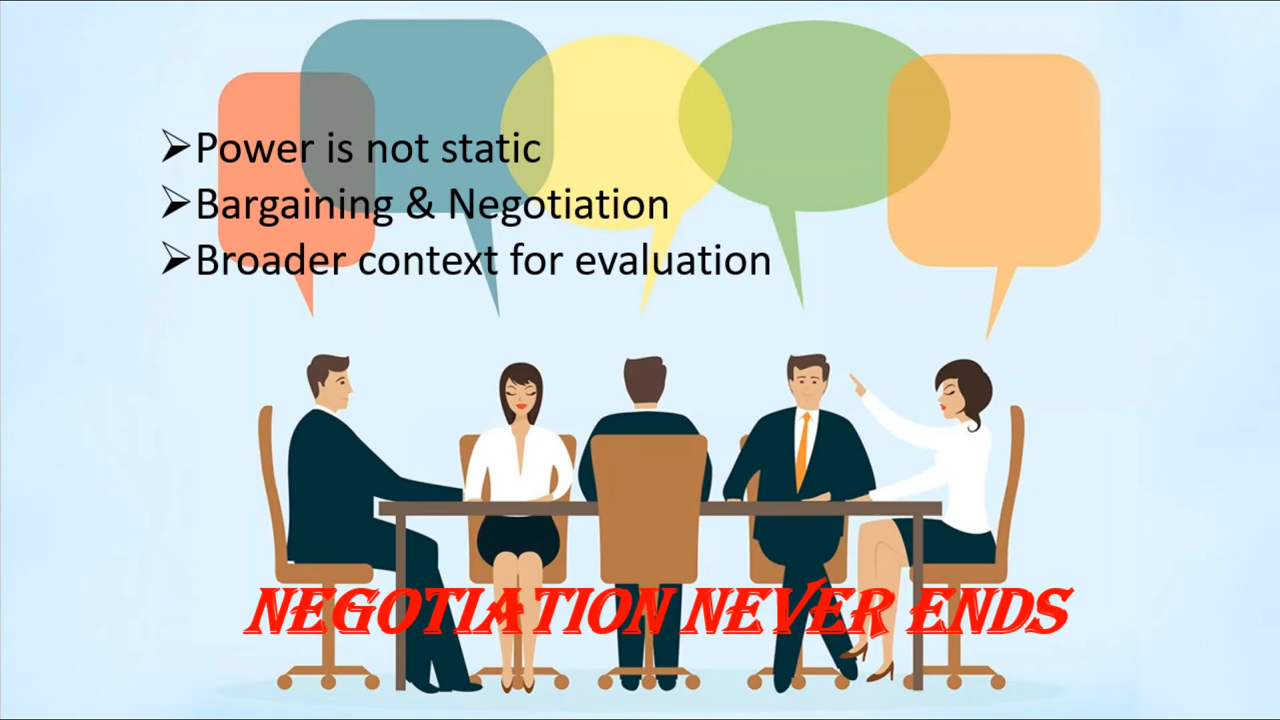 ➢Power is not static
➢Bargaining & Negotiation
➢Broader context for evaluation
NEGOTIATION NEVER ENDS